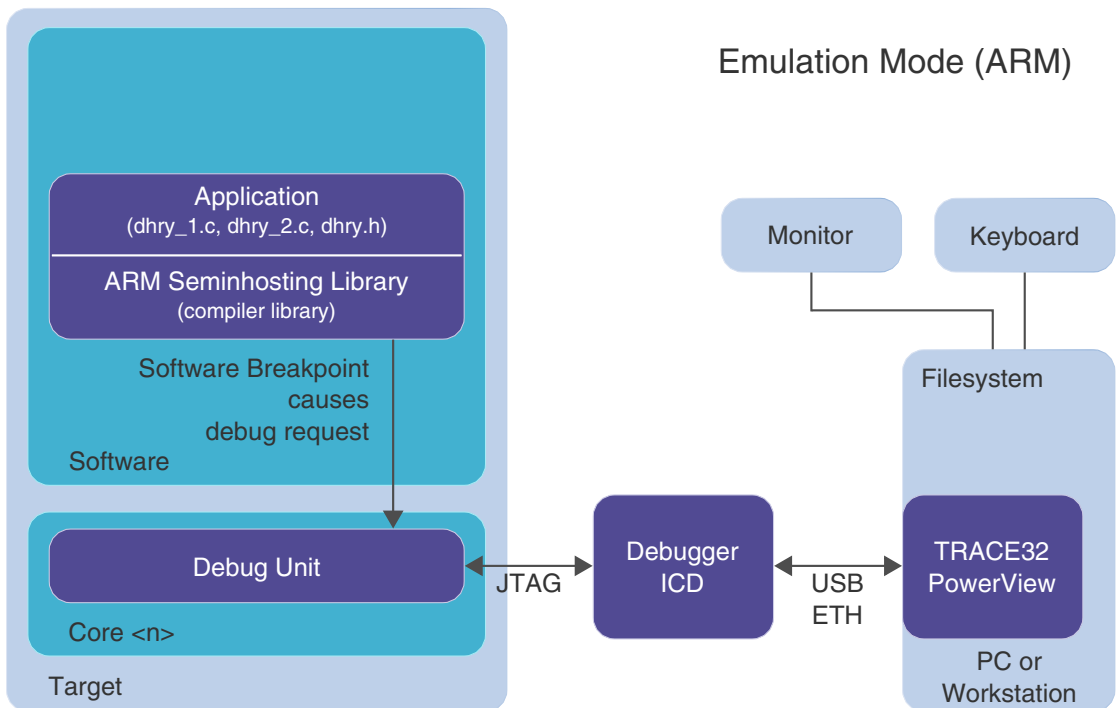 Emulation Mode (ARM)
Application
(dhry_1.c, dhry_2.c, dhry.h)
ARM Seminhosting Library
(compiler library)
Software Breakpoint
causes
debug request
Software
Debug Unit
Core <n>
Target
JTAG
Debugger
ICD
USB
ETH
Monitor
Keyboard
Filesystem
TRACE32
PowerView
PC or
Workstation